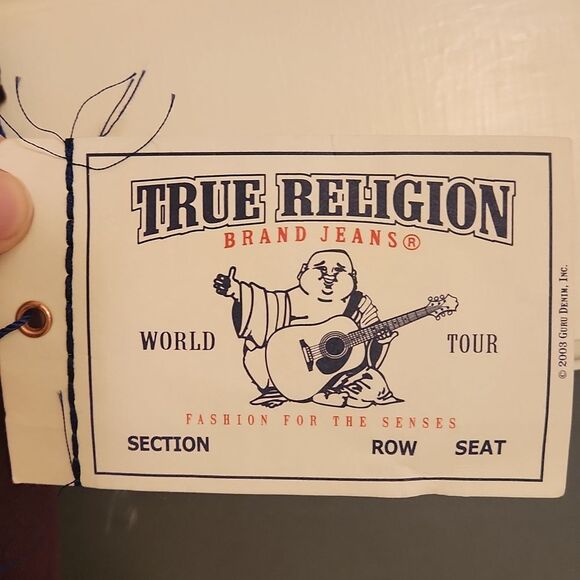 TRUE RELIGION
BRAND JEANS®
WORLD TOUR
FASHION FOR THE SENSES
SECTION ROW SEAT
© 2003 GURU DENIM, INC.